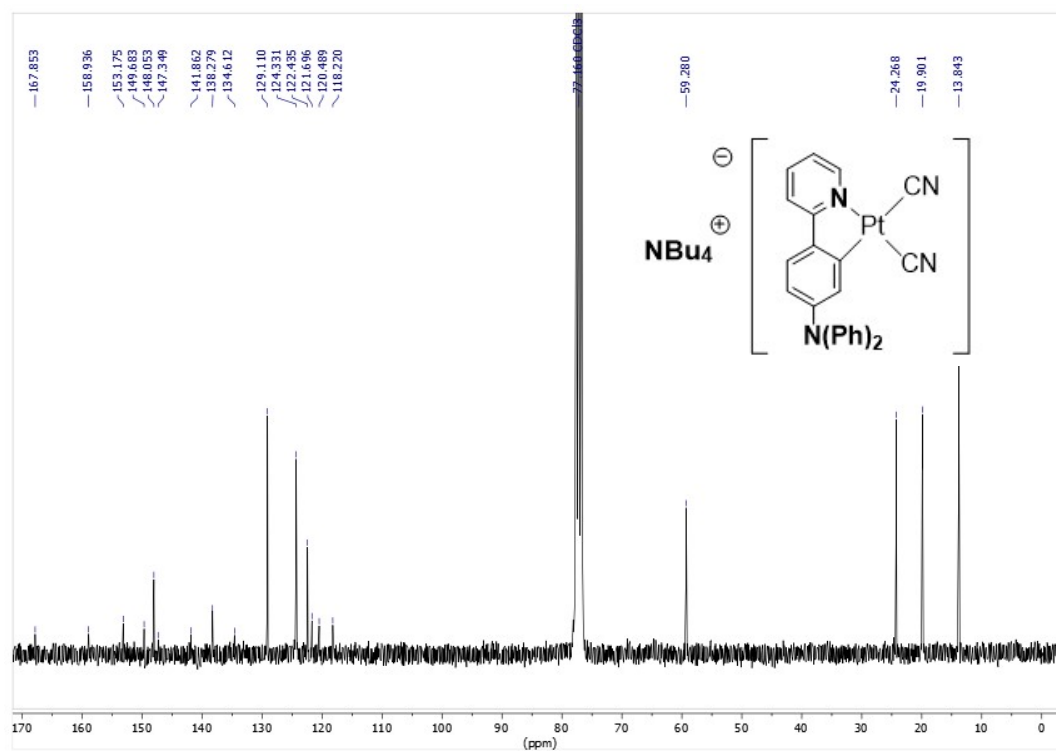 167.853
158.936
153.175
149.683
148.053
147.349
141.862
138.279
134.612
129.110
124.331
122.435
121.696
120.489
118.220
77.160 CDCl3
59.280
24.268
19.901
13.843
⊖
⊕
NBu4
N
Pt
CN
CN
N(Ph)2
170 160 150 140 130 120 110 100 90 80 70 60 50 40 30 20 10 0
(ppm)